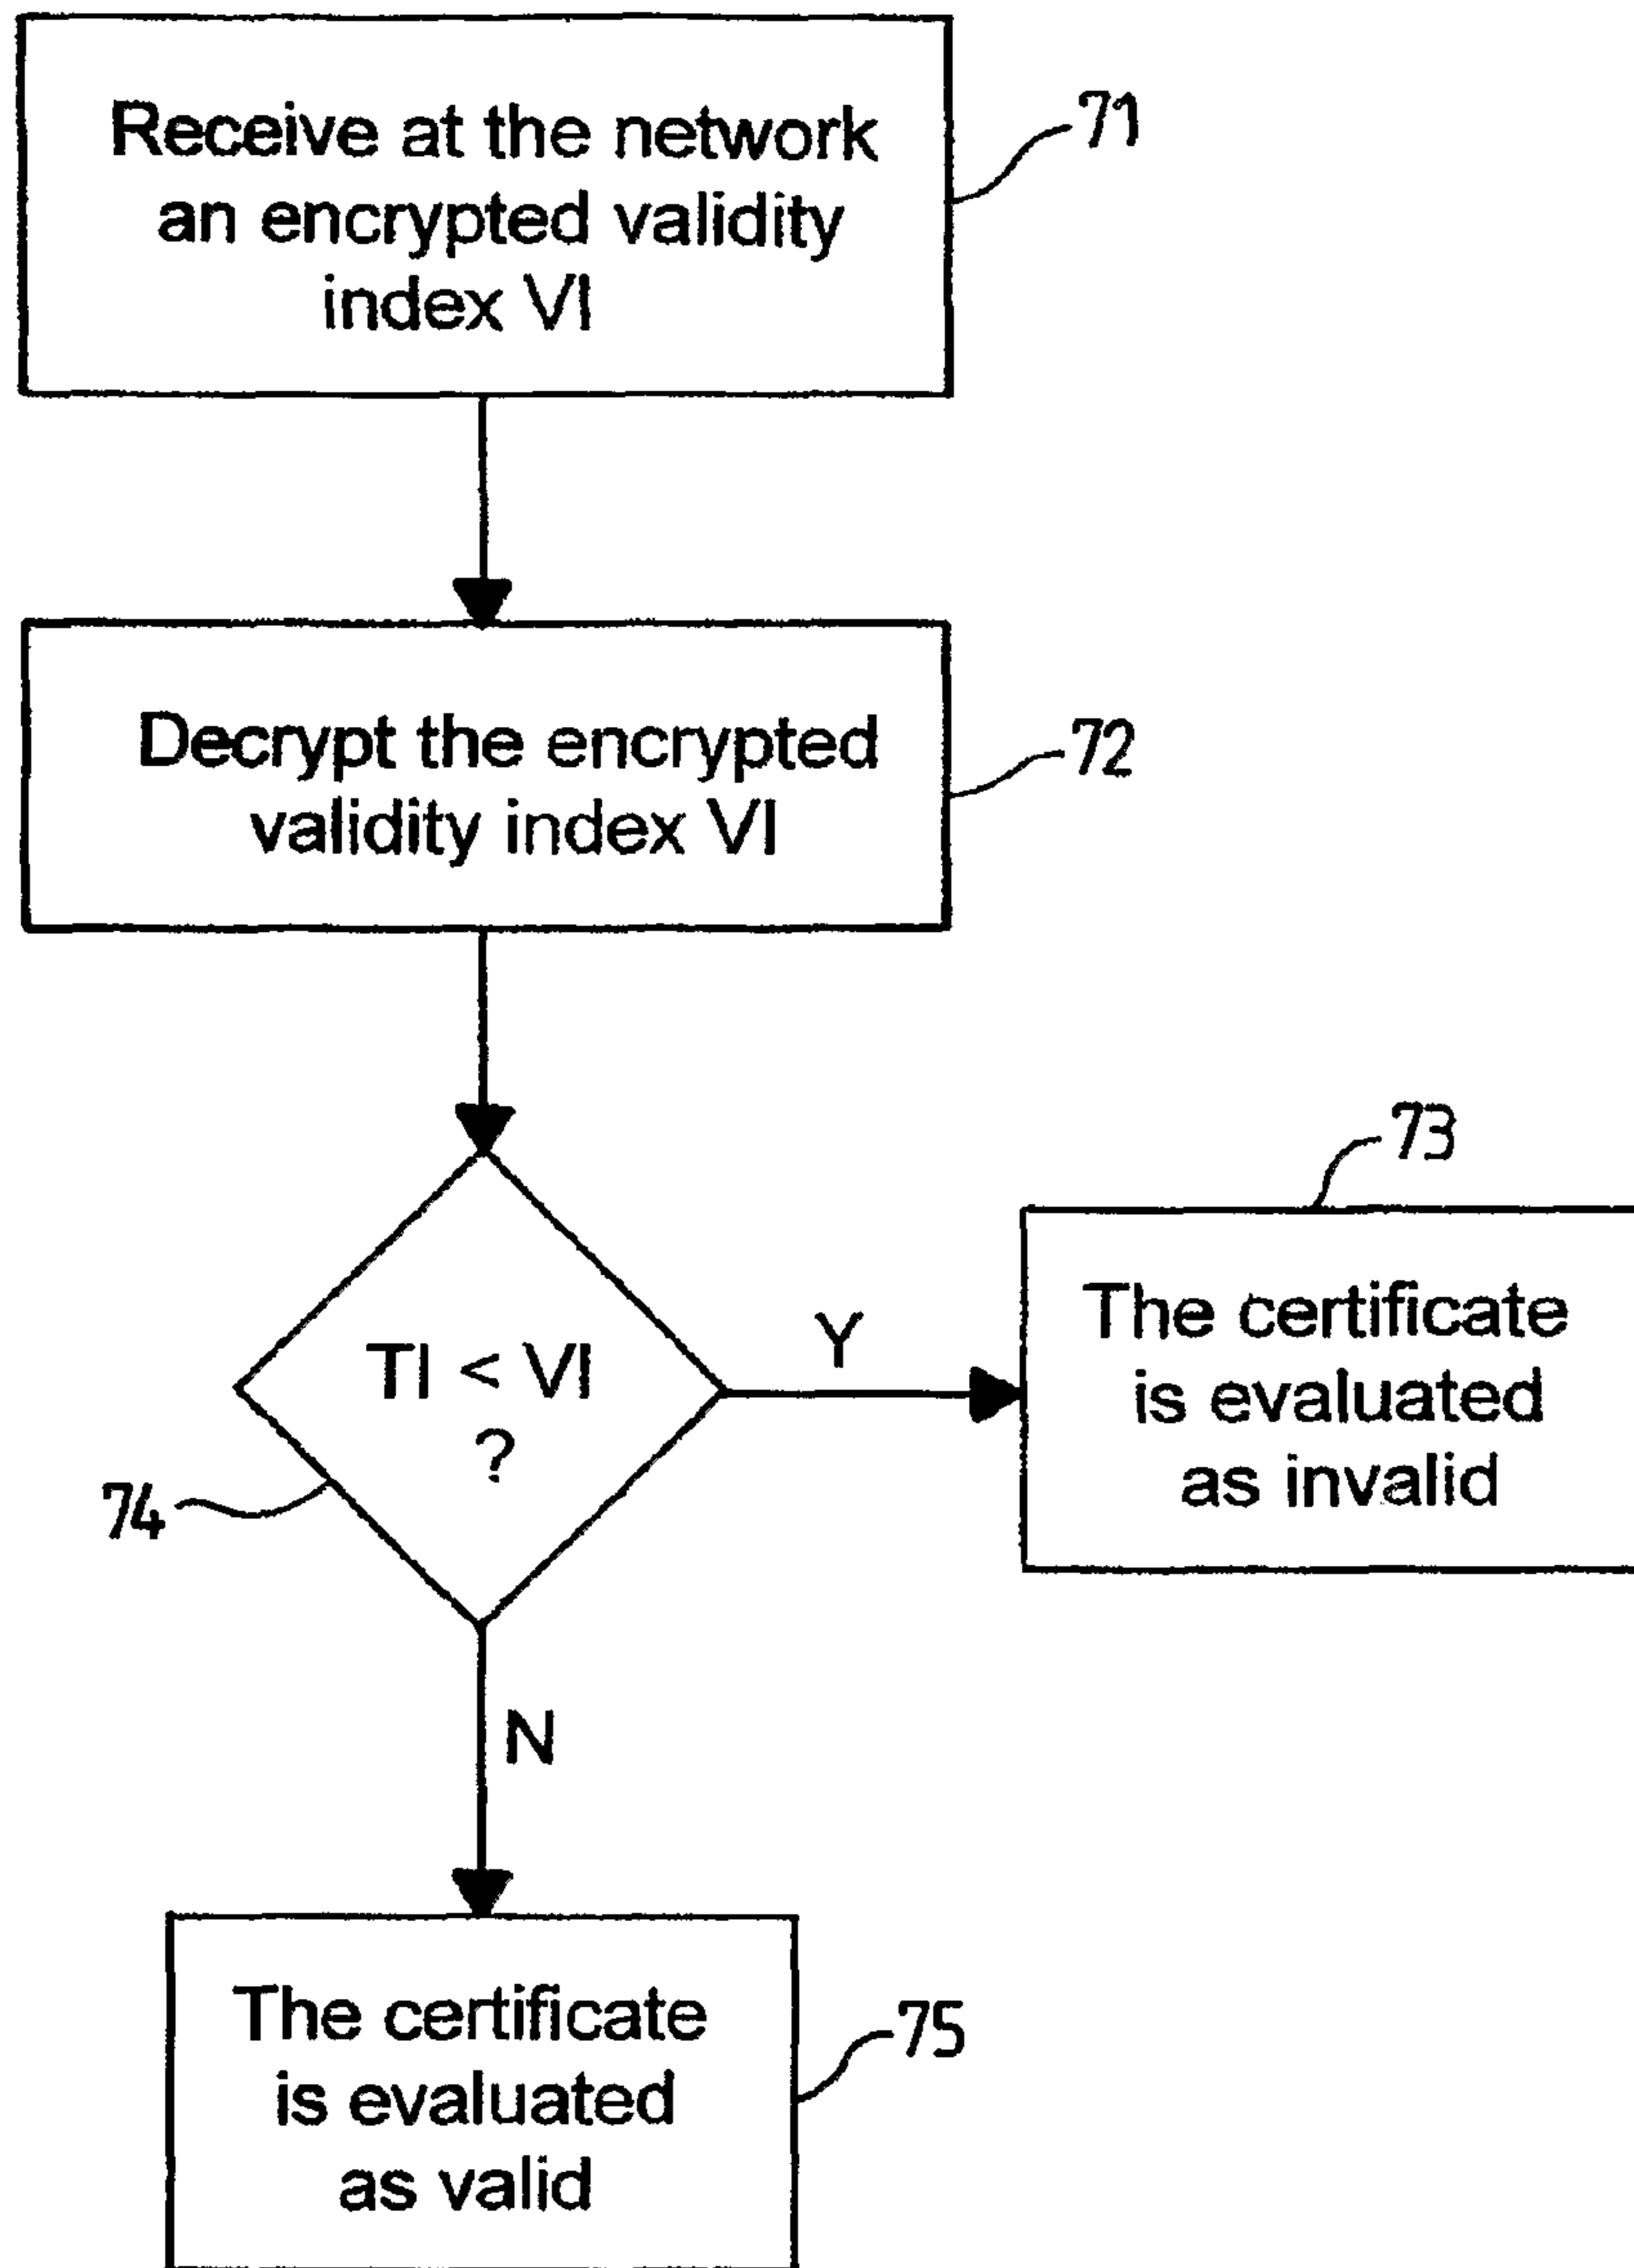 Receive at the network
an encrypted validity
index VI
71
Decrypt the encrypted
validity index VI
72
73
TI < VI
?
Y
The certificate
is evaluated
as invalid
74
N
The certificate
is evaluated
as valid
75